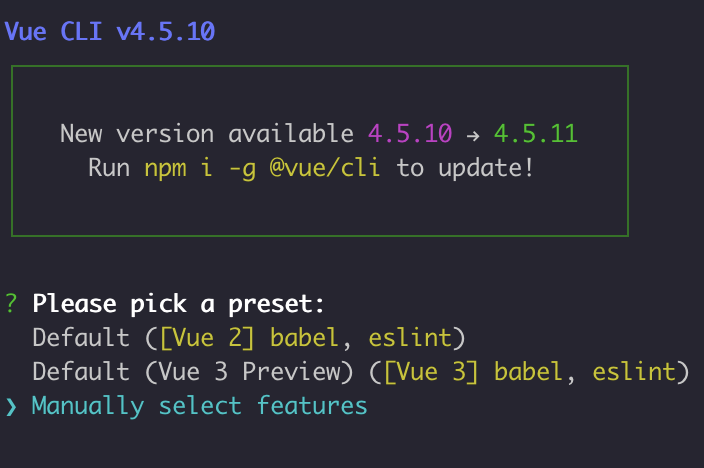 Vue CLI v4.5.10
New version available 4.5.10 → 4.5.11
Run npm i -g @vue/cli to update!
? Please pick a preset:
Default ([Vue 2] babel, eslint)
Default (Vue 3 Preview) ([Vue 3] babel, eslint)
❯ Manually select features